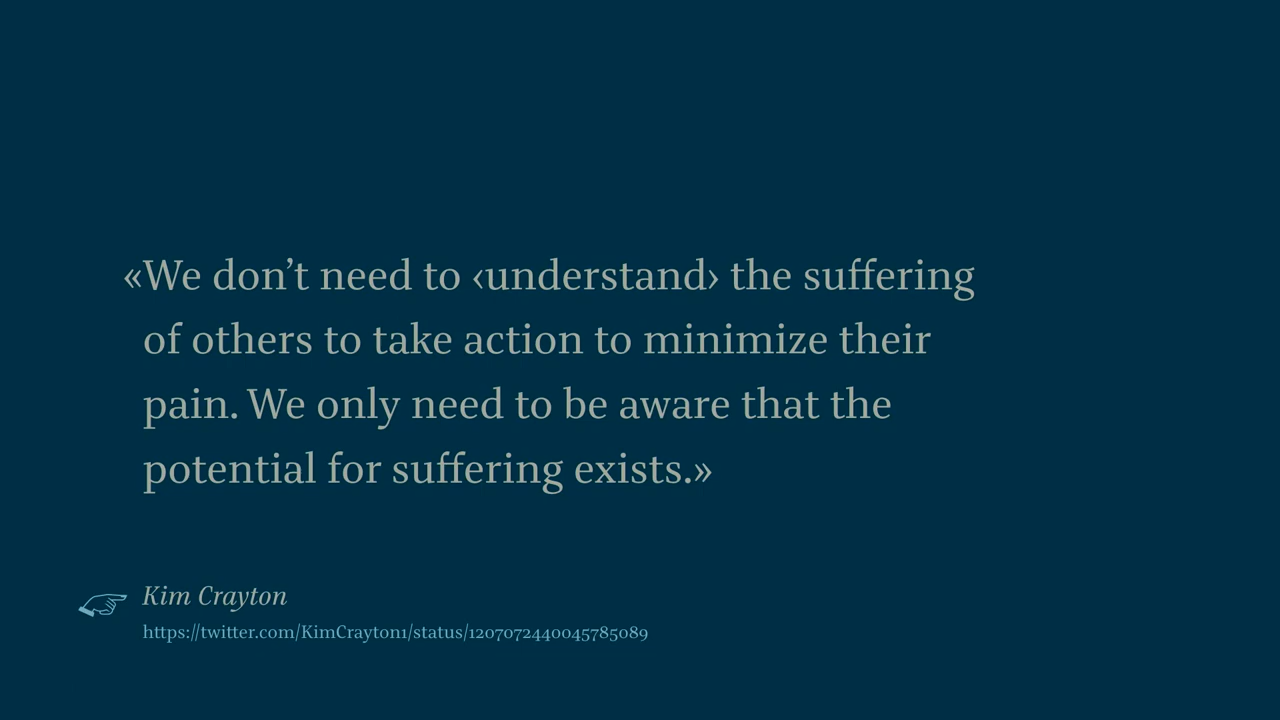 «We don’t need to ‹understand› the suffering
of others to take action to minimize their
pain. We only need to be aware that the
potential for suffering exists.»
Kim Crayton
https://twitter.com/KimCrayton1/status/1207072440045785089